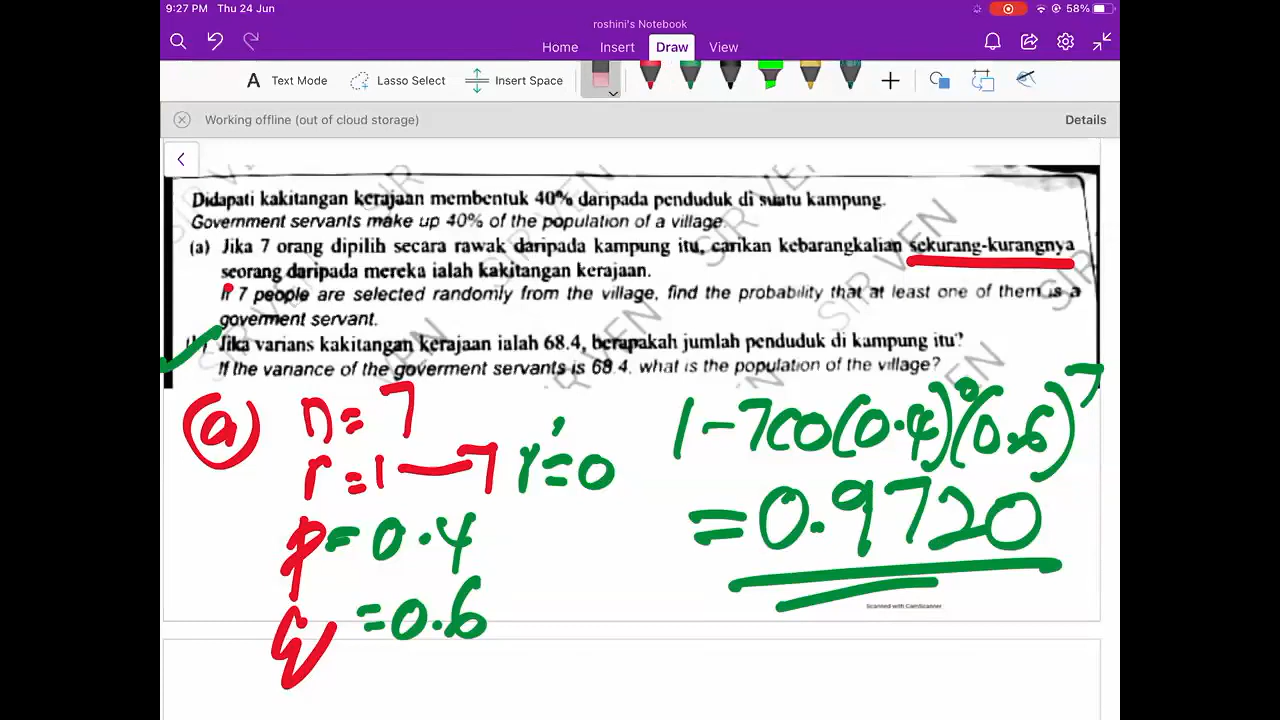 9:27 PM Thu 24 Jun
58%
roshini's Notebook
Home Insert Draw View
Text Mode Lasso Select Insert Space
Working offline (out of cloud storage) Details
Didapati kakitangan kerajaan membentuk 40% daripada penduduk di suatu kampung.
Government servants make up 40% of the population of a village.
(a) Jika 7 orang dipilih secara rawak daripada kampung itu, carikan kebarangkalian sekurang-kurangnya
seorang daripada mereka ialah kakitangan kerajaan.
If 7 people are selected randomly from the village, find the probability that at least one of them is a
goverment servant.
Jika varians kakitangan kerajaan ialah 68.4, berapakah jumlah penduduk di kampung itu?
If the variance of the goverment servants is 68.4, what is the population of the village?
SIR VEN
(a) n = 7
r = 1 — 7 r' = 0
p = 0.4
q = 0.6
1 - 7C0(0.4)⁰(0.6)⁷
= 0.9720
Scanned with CamScanner